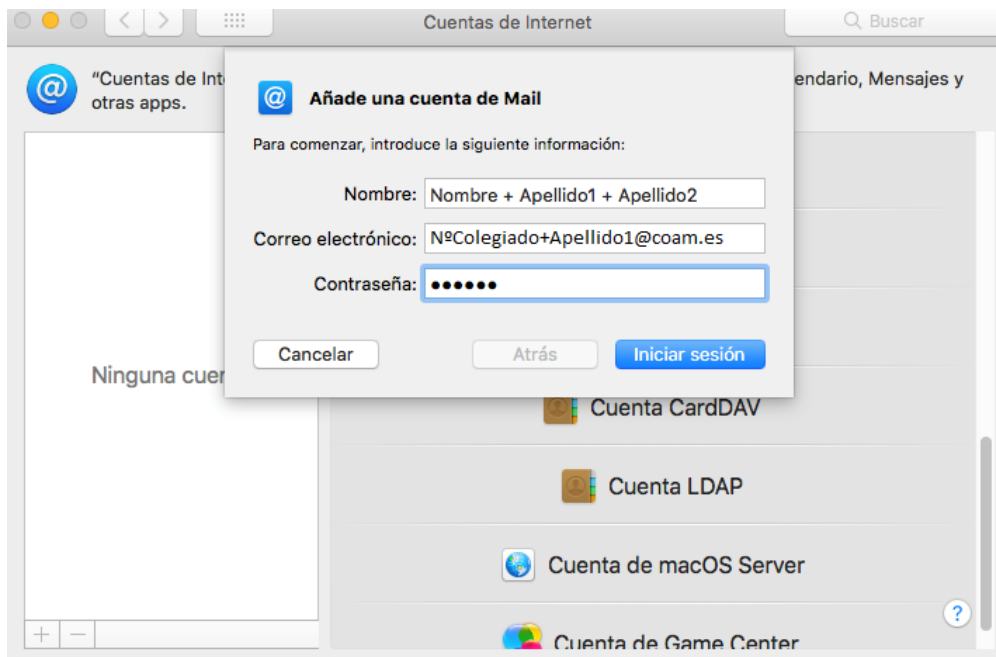 Cuentas de Internet
Buscar
“Cuentas de Int
endario, Mensajes y
otras apps.
Añade una cuenta de Mail
Para comenzar, introduce la siguiente información:
Nombre: Nombre + Apellido1 + Apellido2
Correo electrónico: NºColegiado+Apellido1@coam.es
Contraseña: ••••••
Cancelar Atrás Iniciar sesión
Ninguna cuen
Cuenta CardDAV
Cuenta LDAP
Cuenta de macOS Server
?
Cuenta de Game Center